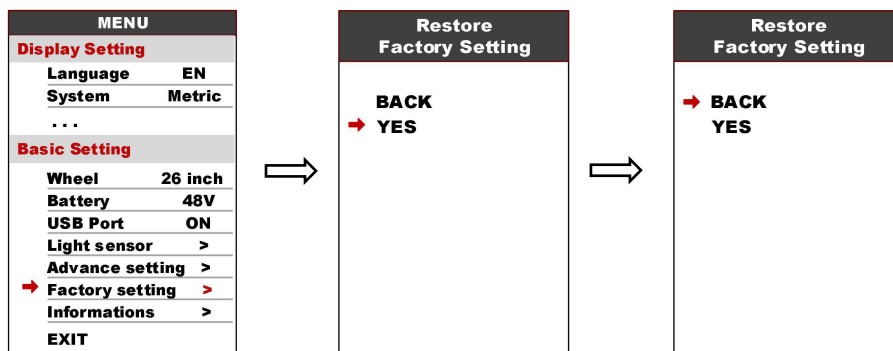 MENU
Display Setting
Language EN
System Metric
...
Basic Setting
Wheel 26 inch
Battery 48V
USB Port ON
Light sensor >
Advance setting >
Factory setting >
Informations >
EXIT
Restore
Factory Setting
BACK
YES
Restore
Factory Setting
BACK
YES